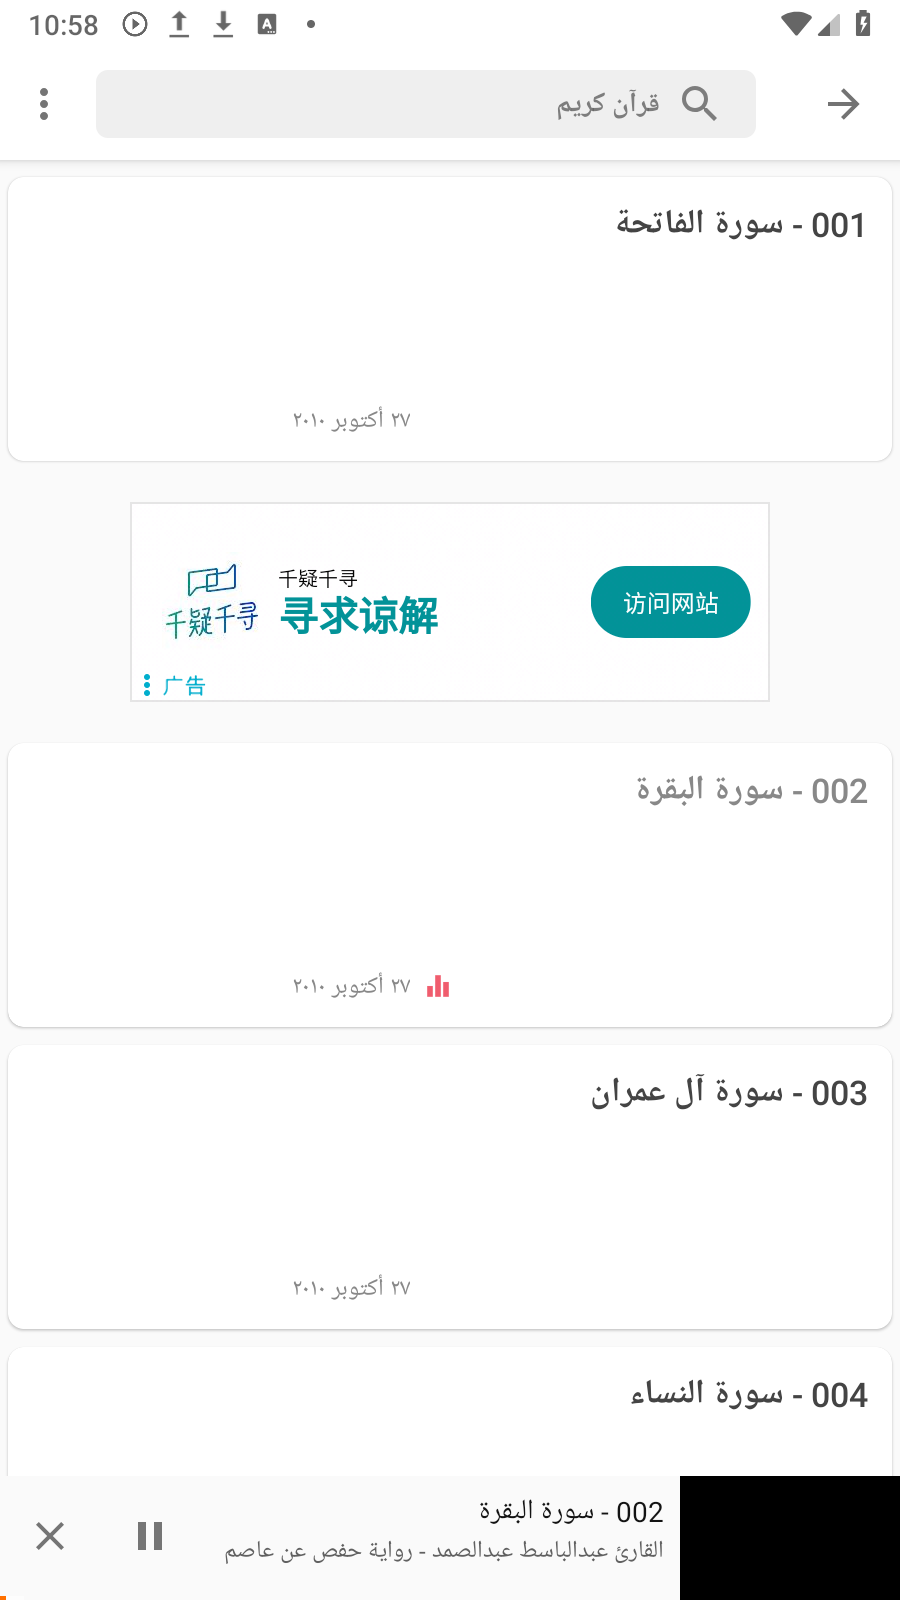 10:58
قرآن كريم
001 - سورة الفاتحة
٢٧ أكتوبر ٢٠١٠
千疑千寻
千疑千寻
寻求谅解
访问网站
广告
002 - سورة البقرة
٢٧ أكتوبر ٢٠١٠
003 - سورة آل عمران
٢٧ أكتوبر ٢٠١٠
004 - سورة النساء
002 - سورة البقرة
القارئ عبدالباسط عبدالصمد - رواية حفص عن عاصم